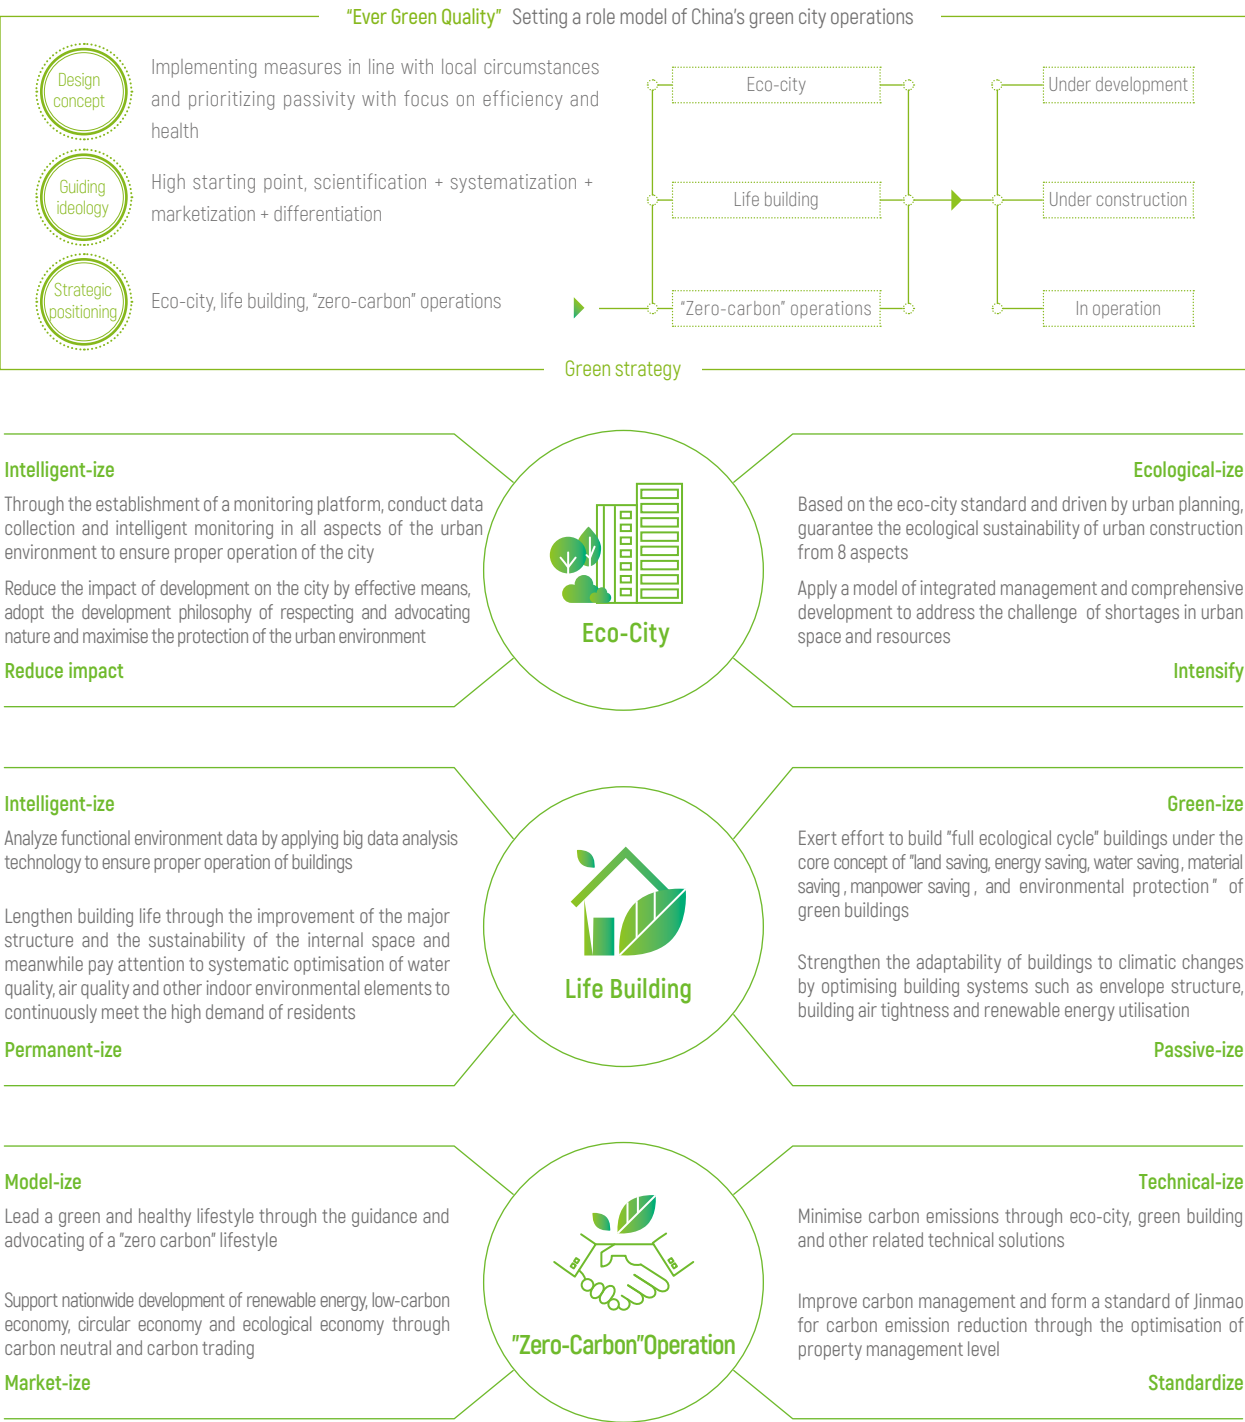 "Ever Green Quality" Setting a role model of China's green city operations
Design
concept
Implementing measures in line with local circumstances
and prioritizing passivity with focus on efficiency and
health
Guiding
ideology
High starting point, scientification + systematization +
marketization + differentiation
Strategic
positioning
Eco-city, life building, "zero-carbon" operations
Eco-city
Life building
"Zero-carbon" operations
Under development
Under construction
In operation
Green strategy
Intelligent-ize
Through the establishment of a monitoring platform, conduct data
collection and intelligent monitoring in all aspects of the urban
environment to ensure proper operation of the city
Reduce the impact of development on the city by effective means,
adopt the development philosophy of respecting and advocating
nature and maximise the protection of the urban environment
Reduce impact
Eco-City
Ecological-ize
Based on the eco-city standard and driven by urban planning,
guarantee the ecological sustainability of urban construction
from 8 aspects
Apply a model of integrated management and comprehensive
development to address the challenge of shortages in urban
space and resources
Intensify
Intelligent-ize
Analyze functional environment data by applying big data analysis
technology to ensure proper operation of buildings
Lengthen building life through the improvement of the major
structure and the sustainability of the internal space and
meanwhile pay attention to systematic optimisation of water
quality, air quality and other indoor environmental elements to
continuously meet the high demand of residents
Permanent-ize
Life Building
Green-ize
Exert effort to build "full ecological cycle" buildings under the
core concept of "land saving, energy saving, water saving, material
saving, manpower saving, and environmental protection" of
green buildings
Strengthen the adaptability of buildings to climatic changes
by optimising building systems such as envelope structure,
building air tightness and renewable energy utilisation
Passive-ize
Model-ize
Lead a green and healthy lifestyle through the guidance and
advocating of a "zero carbon" lifestyle
Support nationwide development of renewable energy, low-carbon
economy, circular economy and ecological economy through
carbon neutral and carbon trading
Market-ize
"Zero-Carbon"Operation
Technical-ize
Minimise carbon emissions through eco-city, green building
and other related technical solutions
Improve carbon management and form a standard of Jinmao
for carbon emission reduction through the optimisation of
property management level
Standardize